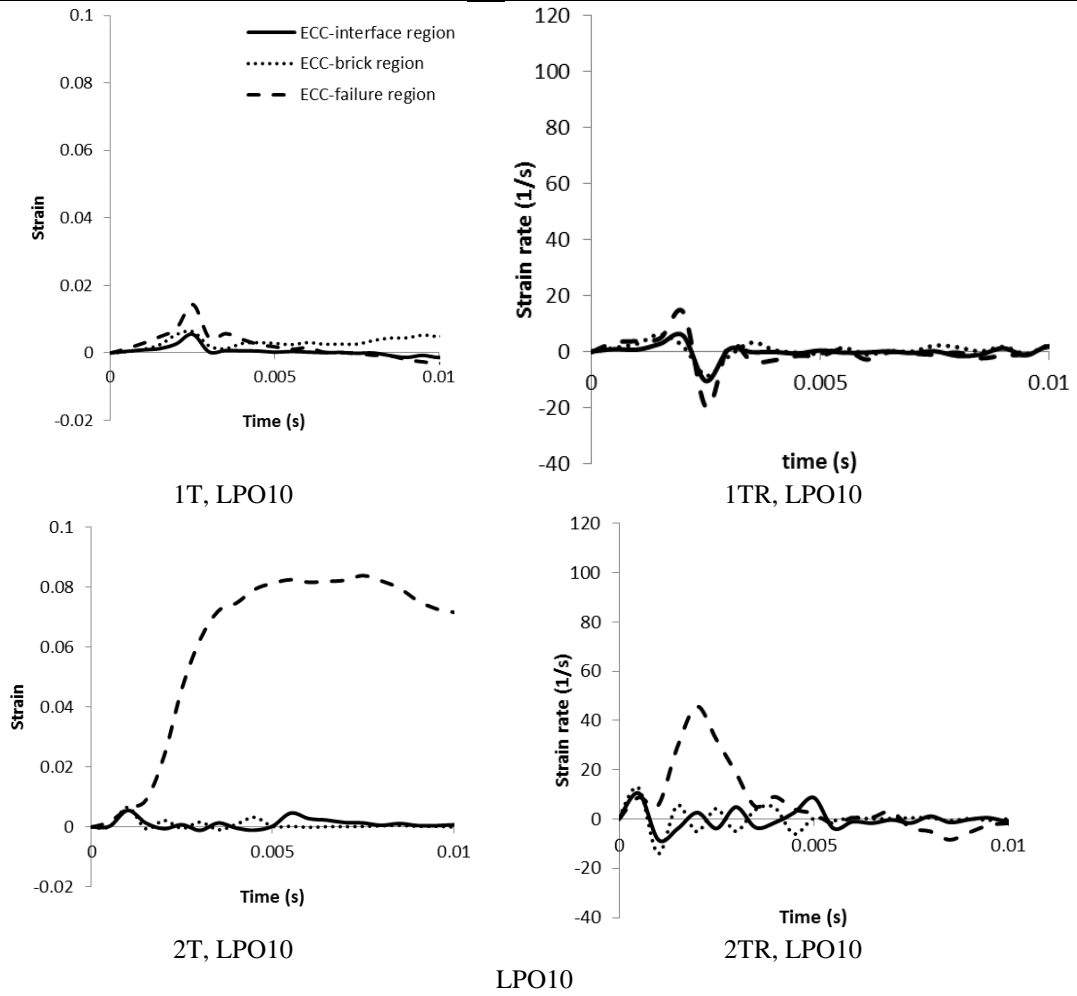 0.1
0.08
0.06
0.04
0.02
0
-0.02
Strain
ECC-interface region
ECC-brick region
ECC-failure region
0
0.005
0.01
Time (s)
1T, LPO10
120
100
80
60
40
20
0
-20
-40
Strain rate (1/s)
0
0.005
0.01
time (s)
1TR, LPO10
0.1
0.08
0.06
0.04
0.02
0
-0.02
Strain
0
0.005
0.01
Time (s)
2T, LPO10
120
100
80
60
40
20
0
-20
-40
Strain rate (1/s)
0
0.005
0.01
Time (s)
2TR, LPO10
LPO10